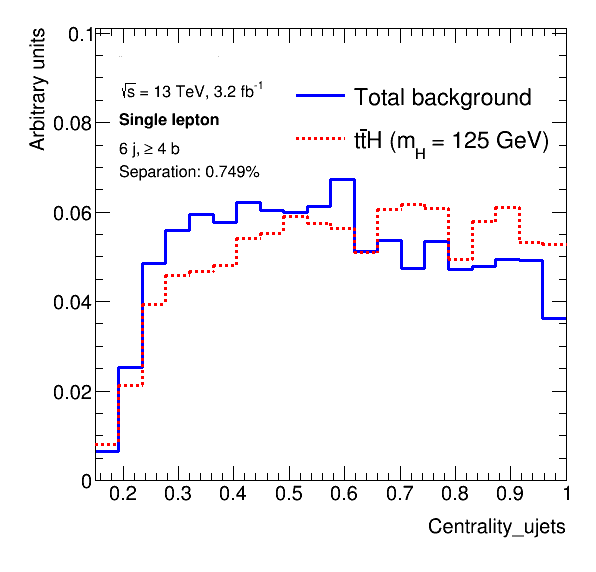 Arbitrary units
0.1
0.08
0.06
0.04
0.02
0
√s = 13 TeV, 3.2 fb⁻¹
Single lepton
6 j, ≥ 4 b
Separation: 0.749%
Total background
tt̄H (m_H = 125 GeV)
0.2 0.3 0.4 0.5 0.6 0.7 0.8 0.9 1
Centrality_ujets